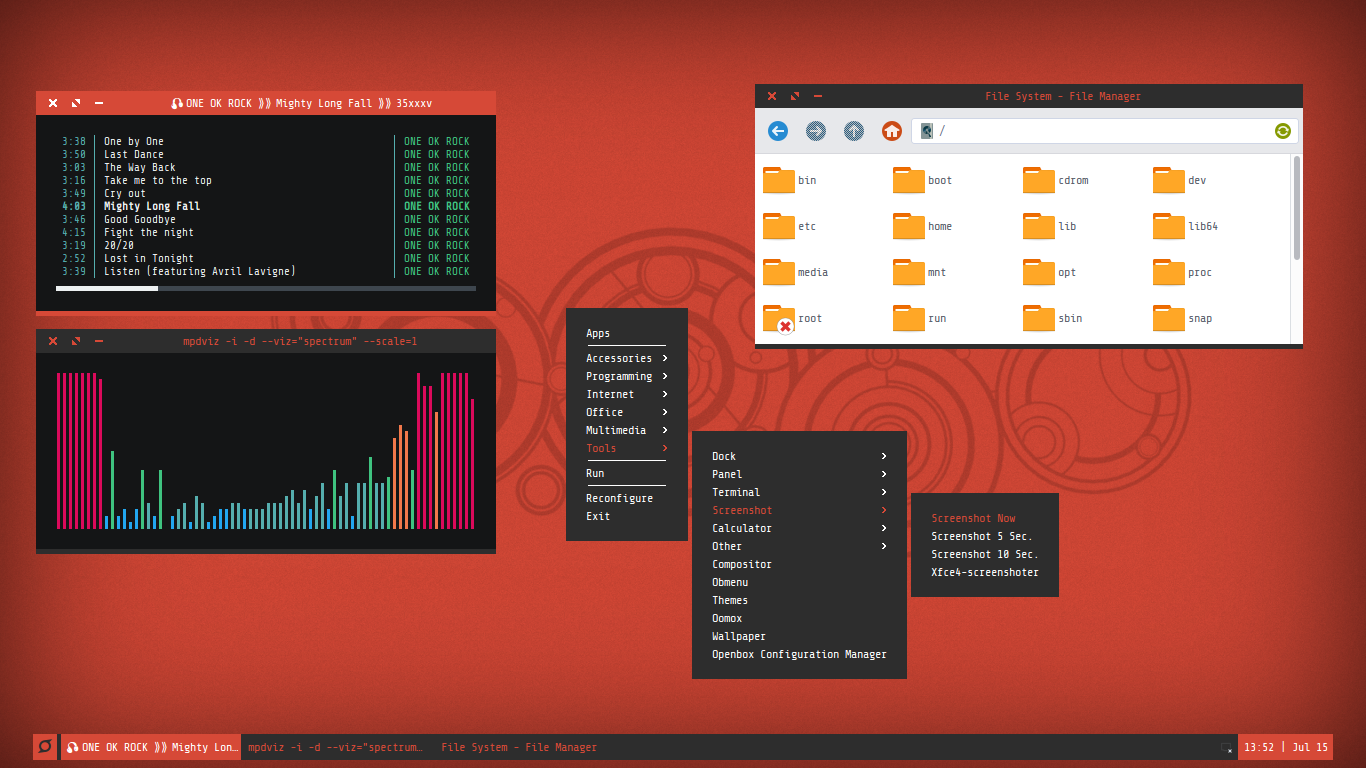 ONE OK ROCK ⟫ Mighty Long Fall ⟫ 35xxxv
3:38 One by One ONE OK ROCK
3:50 Last Dance ONE OK ROCK
3:03 The Way Back ONE OK ROCK
3:16 Take me to the top ONE OK ROCK
3:49 Cry out ONE OK ROCK
4:03 Mighty Long Fall ONE OK ROCK
3:46 Good Goodbye ONE OK ROCK
4:15 Fight the night ONE OK ROCK
3:19 20/20 ONE OK ROCK
2:52 Lost in Tonight ONE OK ROCK
3:39 Listen (featuring Avril Lavigne) ONE OK ROCK
mpdviz -i -d --viz="spectrum" --scale=1
File System - File Manager
/
bin boot cdrom dev
etc home lib lib64
media mnt opt proc
root run sbin snap
Apps
Accessories
Programming
Internet
Office
Multimedia
Tools
Run
Reconfigure
Exit
Dock
Panel
Terminal
Screenshot
Calculator
Other
Compositor
Obmenu
Themes
Oomox
Wallpaper
Openbox Configuration Manager
Screenshot Now
Screenshot 5 Sec.
Screenshot 10 Sec.
Xfce4-screenshoter
ONE OK ROCK ⟫ Mighty Lon… mpdviz -i -d --viz="spectrum… File System - File Manager 13:52 | Jul 15